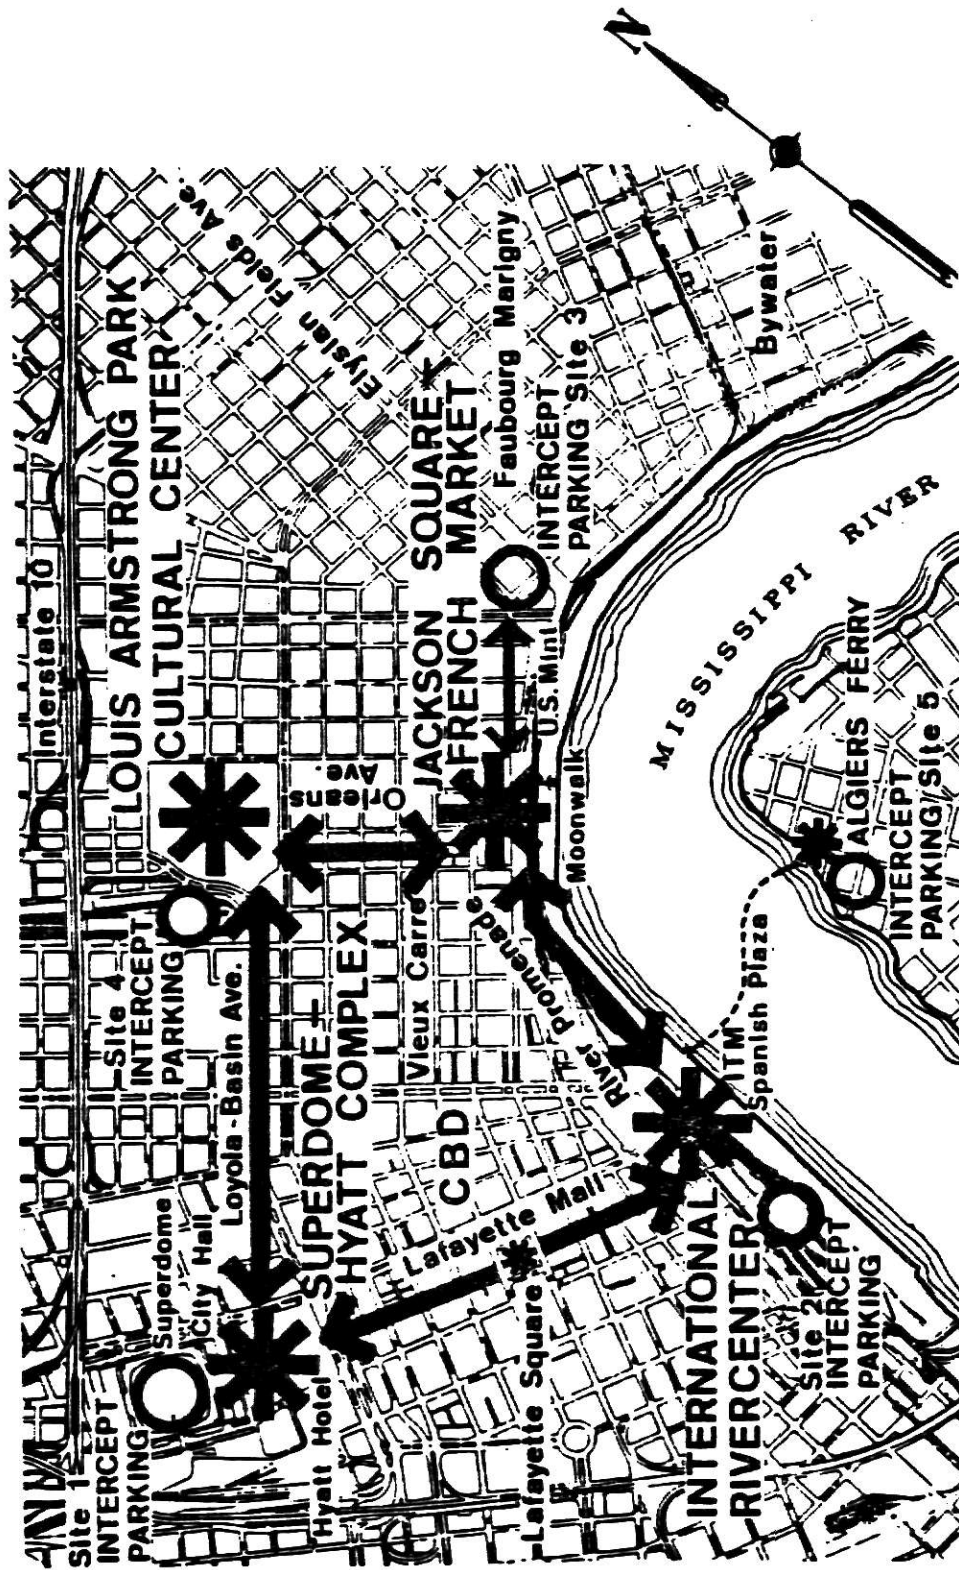 N
Interstate 10
Elysian Fields Ave.
LOUIS ARMSTRONG PARK
CULTURAL CENTER
Site 4
INTERCEPT
PARKING
Site 1
INTERCEPT
PARKING
Superdome
City Hall
Loyola-Basin Ave.
Hyatt Hotel
SUPERDOME-
HYATT COMPLEX
Orleans
Ave.
JACKSON SQUARE-
FRENCH MARKET
Faubourg Marigny
INTERCEPT
PARKING Site 3
Bywater
Vieux Carre
CBD
U.S. Mint
Moonwalk
River Promenade
Lafayette Mall
Lafayette Square
INTERNATIONAL
RIVERCENTER
ITM
Spanish Plaza
Site 2
INTERCEPT
PARKING
MISSISSIPPI RIVER
ALGIERS FERRY
INTERCEPT
PARKING/Site 5